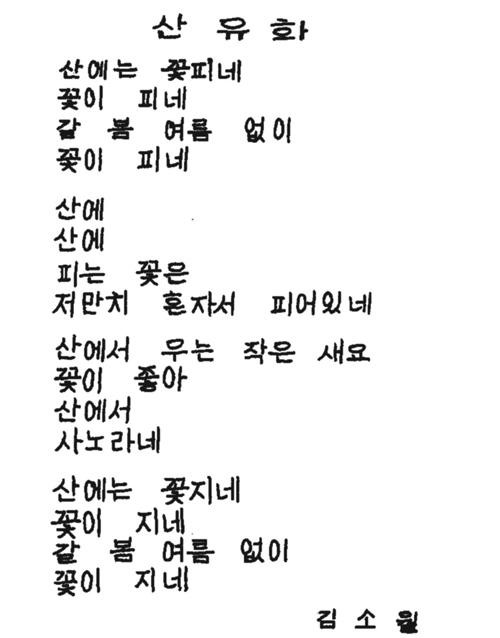 산 유 화
산에는 꽃피네
꽃이 피네
갈 봄 여름 없이
꽃이 피네
산에
산에
피는 꽃은
저만치 혼자서 피어있네
산에서 우는 작은 새요
꽃이 좋아
산에서
사노라네
산에는 꽃지네
꽃이 지네
갈 봄 여름 없이
꽃이 지네
김 소 월